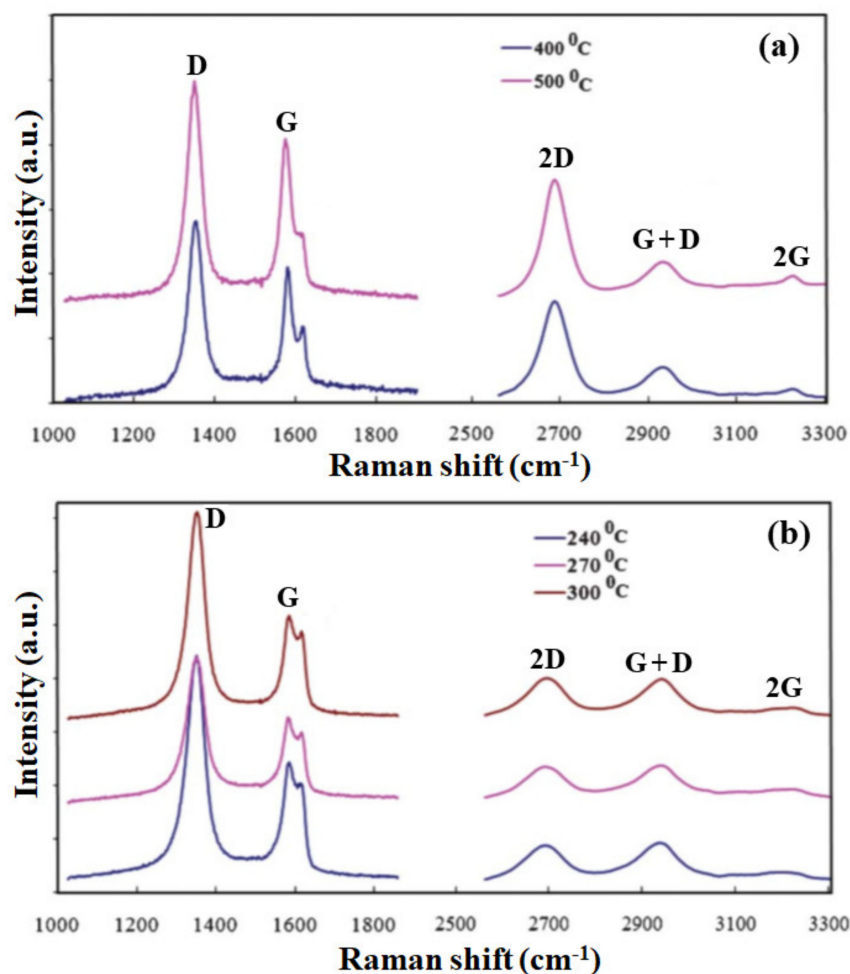 (a)
400 ⁰C
500 ⁰C
D
G
2D
G + D
2G
Intensity (a.u.)
1000 1200 1400 1600 1800 2500 2700 2900 3100 3300
Raman shift (cm⁻¹)
(b)
240 ⁰C
270 ⁰C
300 ⁰C
D
G
2D
G+D
2G
Intensity (a.u.)
1000 1200 1400 1600 1800 2500 2700 2900 3100 3300
Raman shift (cm⁻¹)